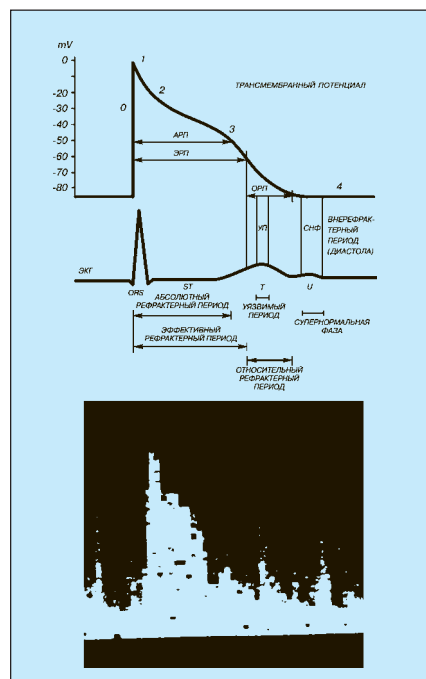 mV
1
0
2
ТРАНСМЕМБРАННЫЙ ПОТЕНЦИАЛ
-20
-30
0
-40
АРП
3
-50
ЭРП
-60
-70
ОРП
4
-80
УП
СНФ
ВНЕРЕФРАК-
ТЕРНЫЙ
ПЕРИОД
(ДИАСТОЛА)
ЭКГ
QRS
ST
T
U
АБСОЛЮТНЫЙ
РЕФРАКТЕРНЫЙ ПЕРИОД
УЯЗВИМЫЙ
ПЕРИОД
СУПЕРНОРМАЛЬНАЯ
ФАЗА
ЭФФЕКТИВНЫЙ
РЕФРАКТЕРНЫЙ ПЕРИОД
ОТНОСИТЕЛЬНЫЙ
РЕФРАКТЕРНЫЙ
ПЕРИОД